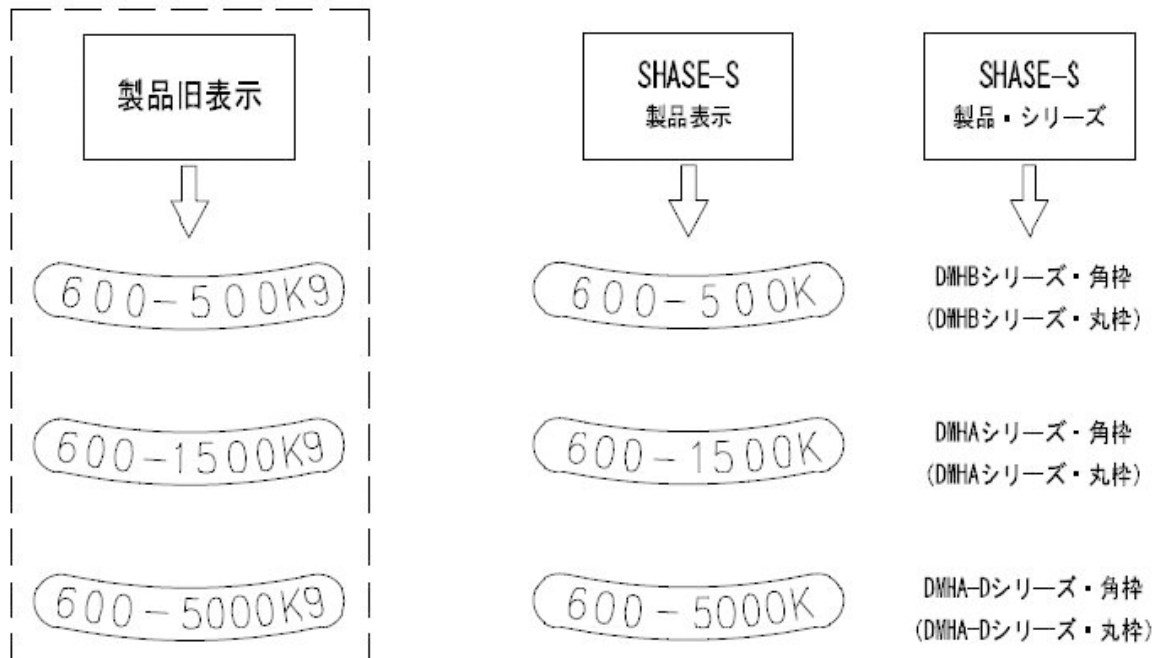 製品旧表示
SHASE-S
製品表示
SHASE-S
製品・シリーズ
600-500K9
600-500K
DMHBシリーズ・角枠
(DMHBシリーズ・丸枠)
600-1500K9
600-1500K
DMHAシリーズ・角枠
(DMHAシリーズ・丸枠)
600-5000K9
600-5000K
DMHA-Dシリーズ・角枠
(DMHA-Dシリーズ・丸枠)